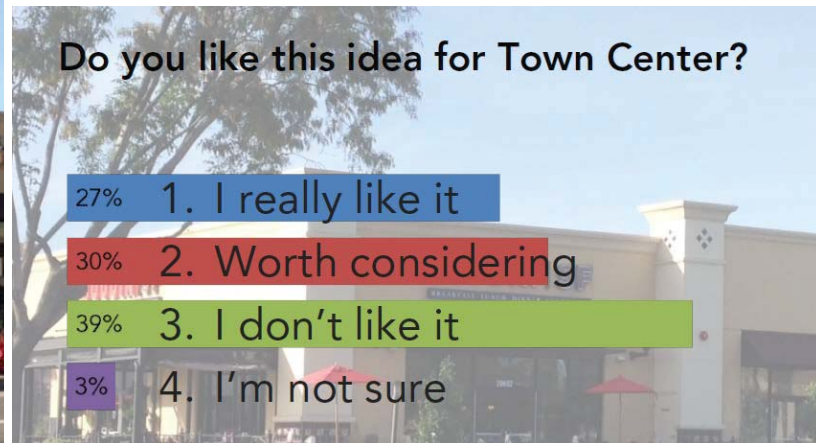 Do you like this idea for Town Center?
27% 1. I really like it
30% 2. Worth considering
39% 3. I don't like it
3% 4. I'm not sure